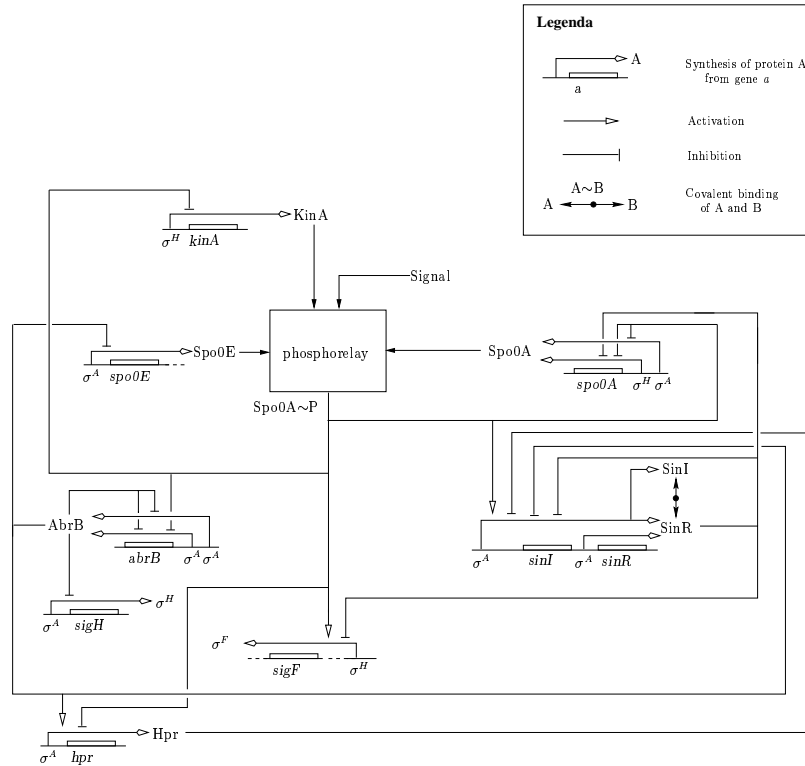 Legenda
A
a
Synthesis of protein A
from gene a
Activation
Inhibition
A∼B
A
B
Covalent binding
of A and B
KinA
σH kinA
Signal
Spo0E
σA spo0E
phosphorelay
Spo0A
spo0A
σH σA
Spo0A∼P
AbrB
abrB
σA σA
SinI
SinR
σA
sinI
σA sinR
σH
σA sigH
σF
sigF
σH
Hpr
σA hpr